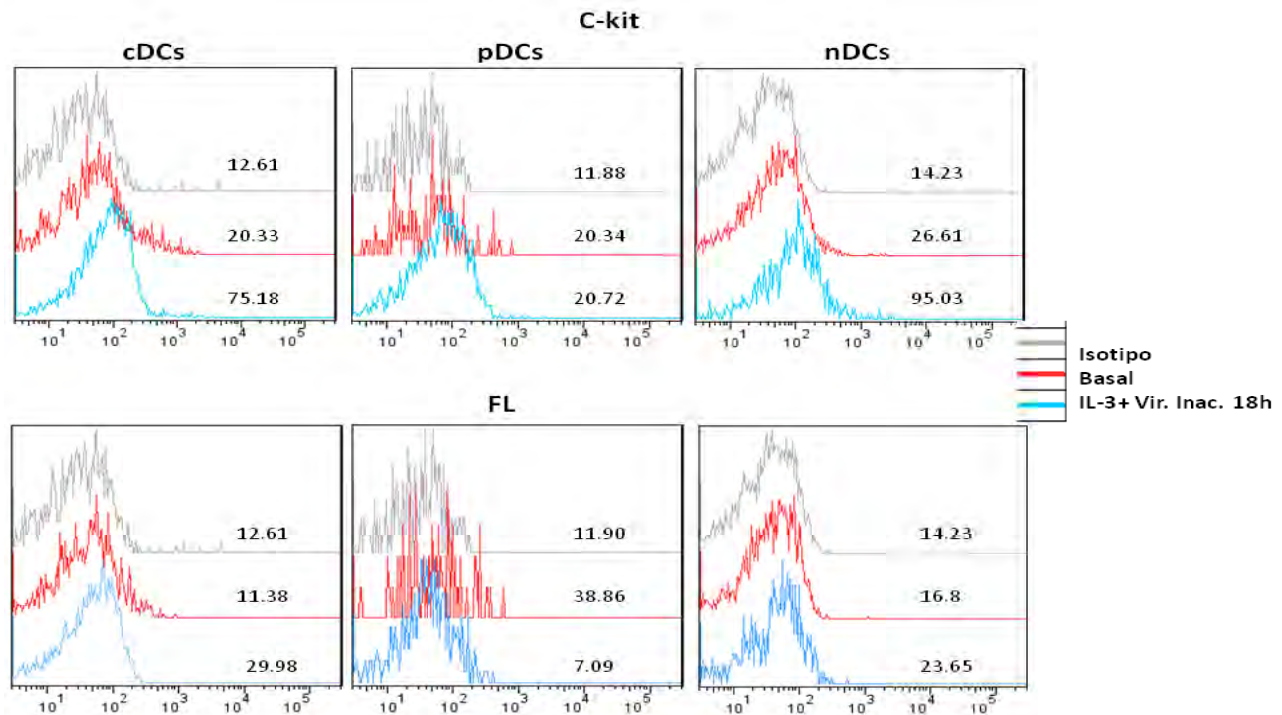 C-kit
cDCs
pDCs
nDCs
12.61
20.33
75.18
11.88
20.34
20.72
14.23
26.61
95.03
10¹ 10² 10³ 10⁴ 10⁵
10¹ 10² 10³ 10⁴ 10⁵
10¹ 10² 10³ 10⁴ 10⁵
Isotipo
Basal
IL-3+ Vir. Inac. 18h
FL
12.61
11.38
29.98
11.90
38.86
7.09
14.23
16.8
23.65
10¹ 10² 10³ 10⁴ 10⁵
10¹ 10² 10³ 10⁴ 10⁵
10¹ 10² 10³ 10⁴ 10⁵